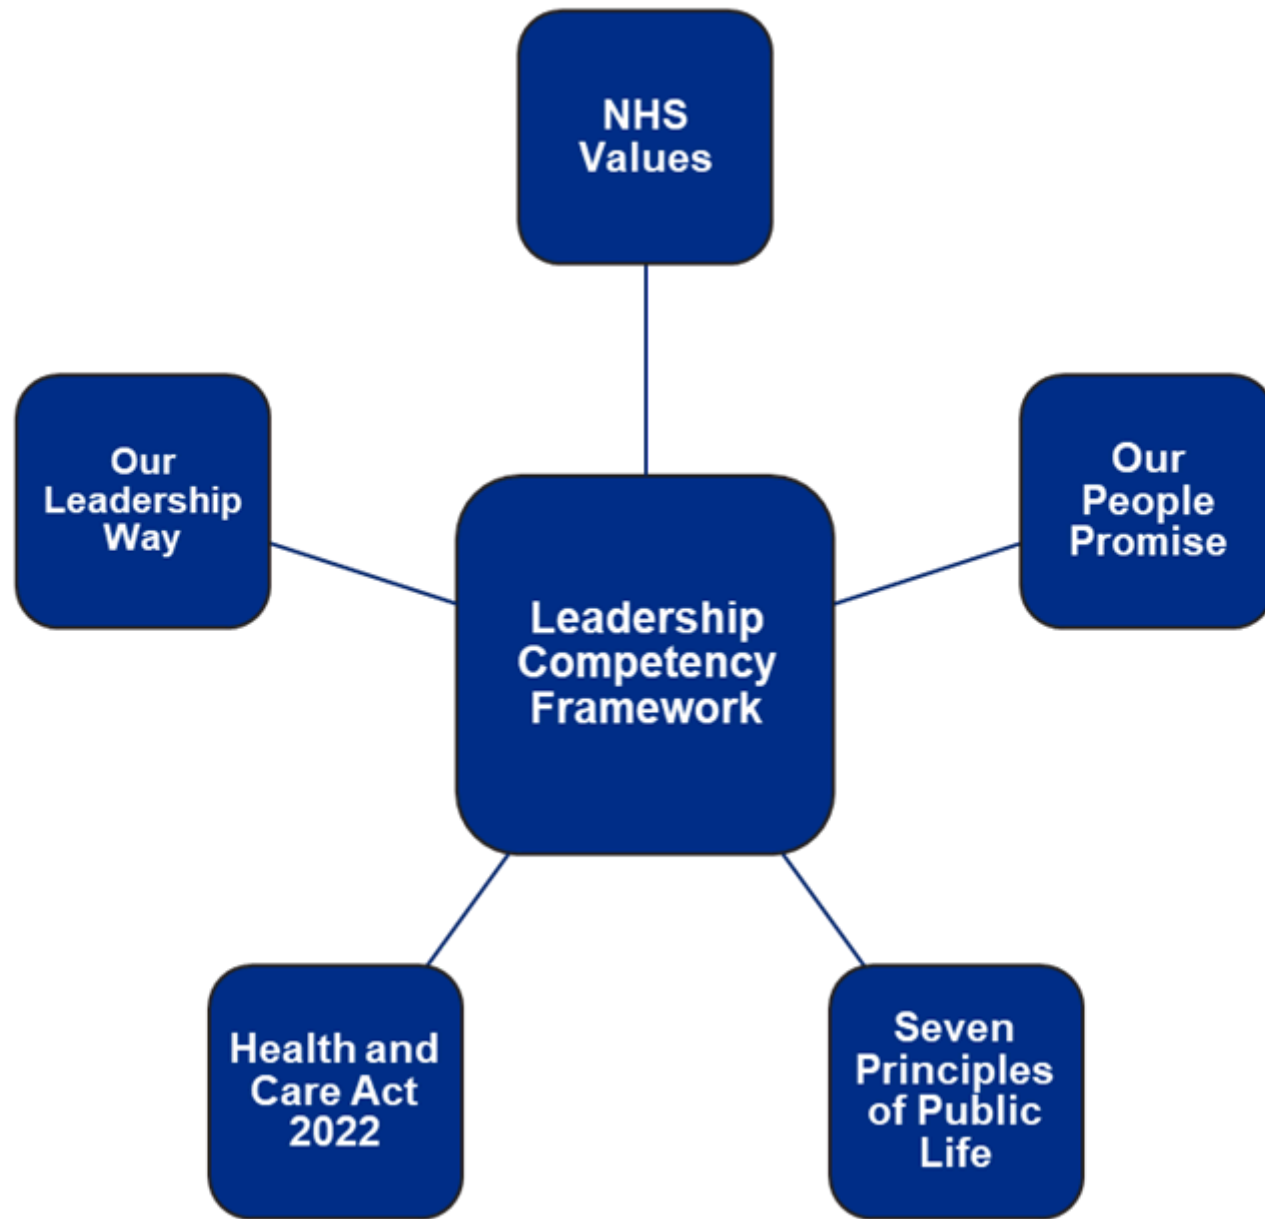 NHS
Values
Our
Leadership
Way
Our
People
Promise
Leadership
Competency
Framework
Health and
Care Act
2022
Seven
Principles
of Public
Life